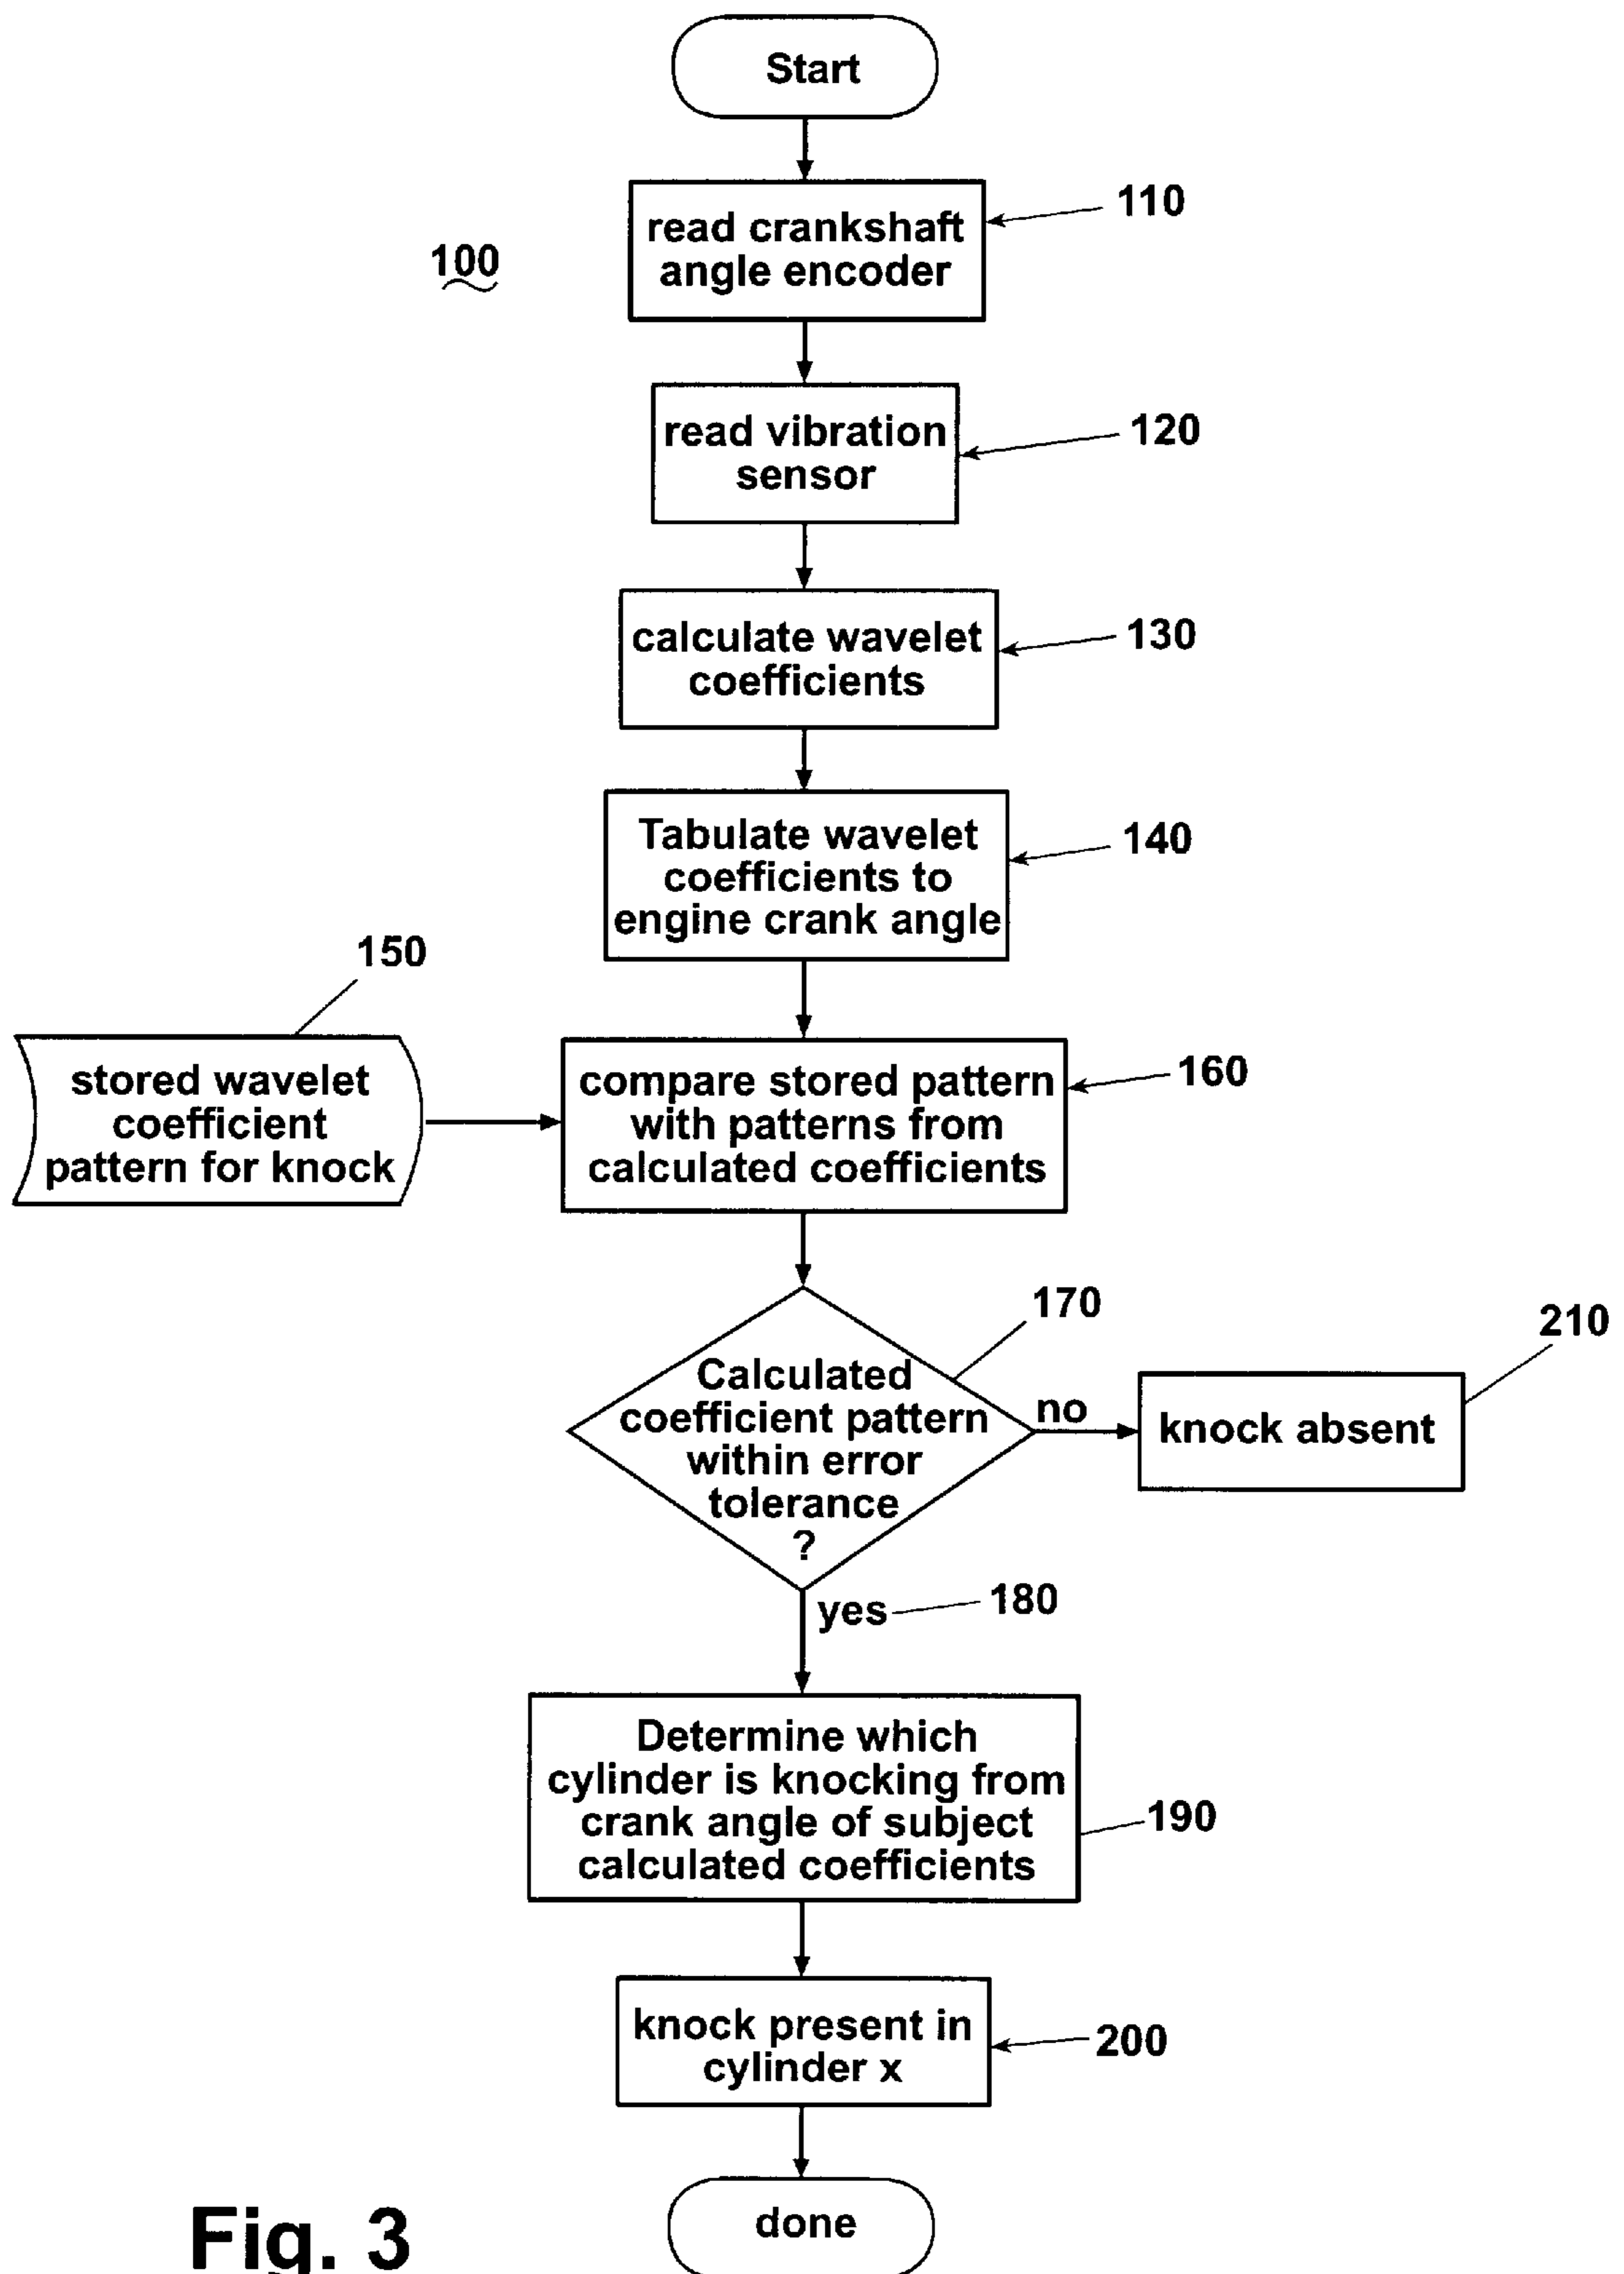 Start
read crankshaft
angle encoder
110
100
read vibration
sensor
120
calculate wavelet
coefficients
130
Tabulate wavelet
coefficients to
engine crank angle
140
150
stored wavelet
coefficient
pattern for knock
compare stored pattern
with patterns from
calculated coefficients
160
Calculated
coefficient pattern
within error
tolerance
?
170
no
knock absent
210
yes
180
Determine which
cylinder is knocking from
crank angle of subject
calculated coefficients
190
knock present in
cylinder x
200
done
Fig. 3